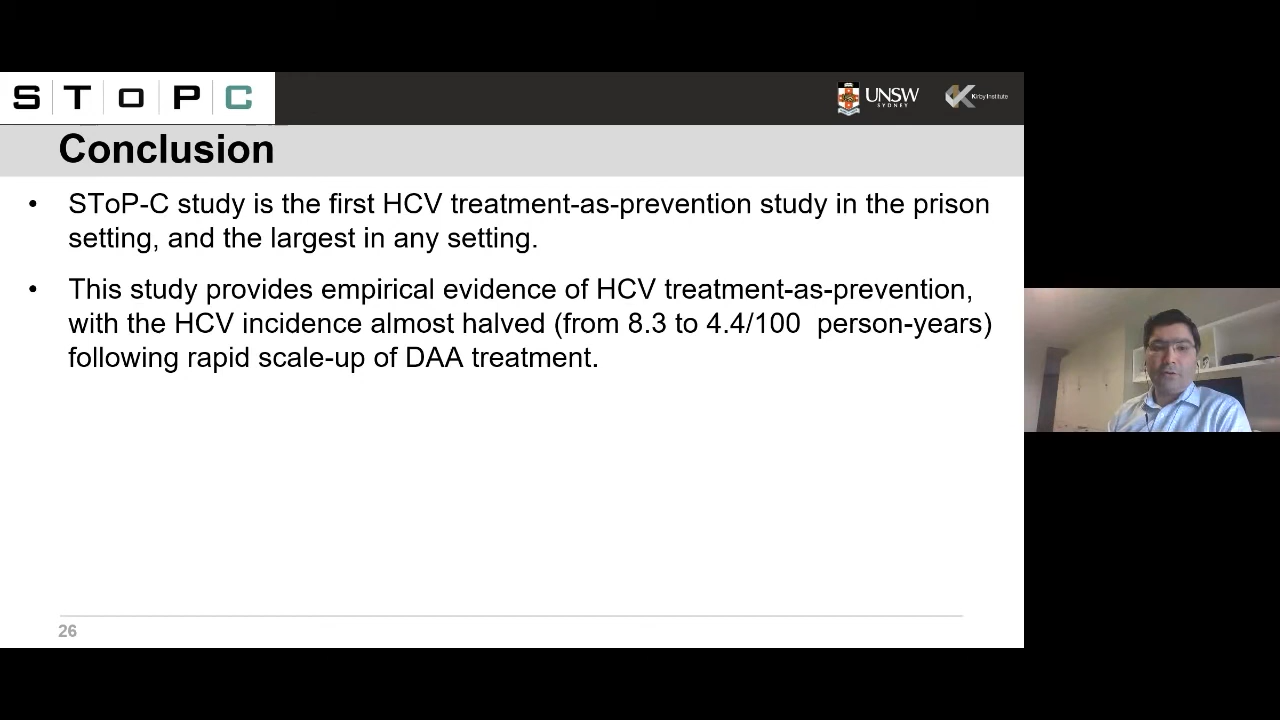 S T o P C
UNSW
SYDNEY
Kirby Institute
Conclusion
• SToP-C study is the first HCV treatment-as-prevention study in the prison
setting, and the largest in any setting.
• This study provides empirical evidence of HCV treatment-as-prevention,
with the HCV incidence almost halved (from 8.3 to 4.4/100  person-years)
following rapid scale-up of DAA treatment.
26